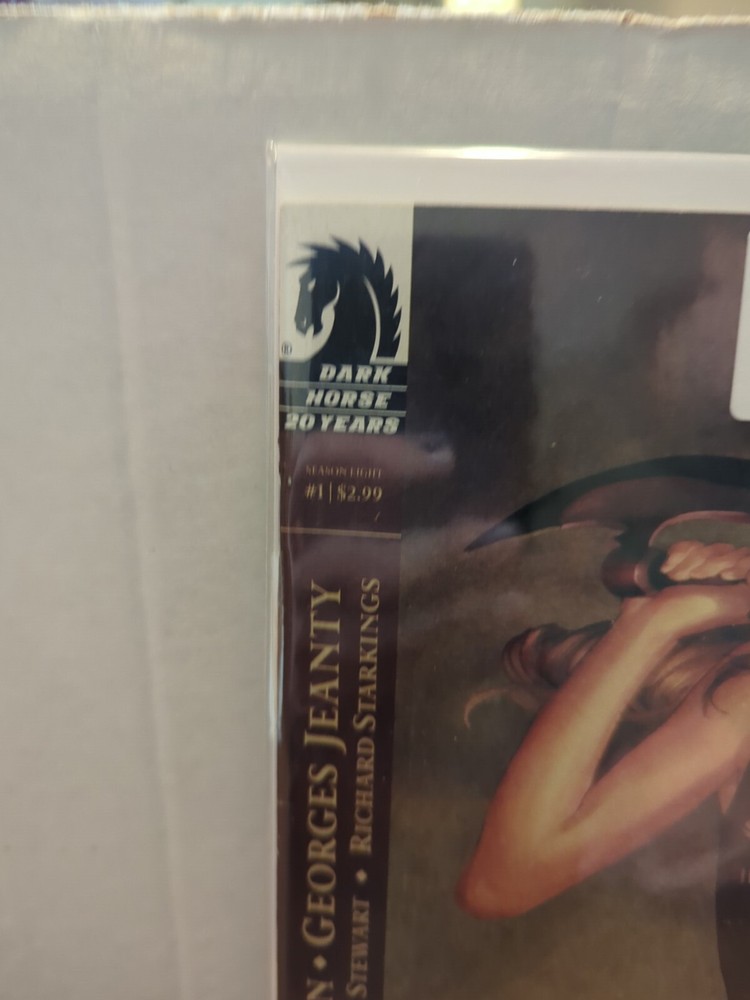 ®
DARK
HORSE
20 YEARS
SEASON EIGHT
#1 | $2.99
N • GEORGES JEANTY
STEWART • RICHARD STARKINGS